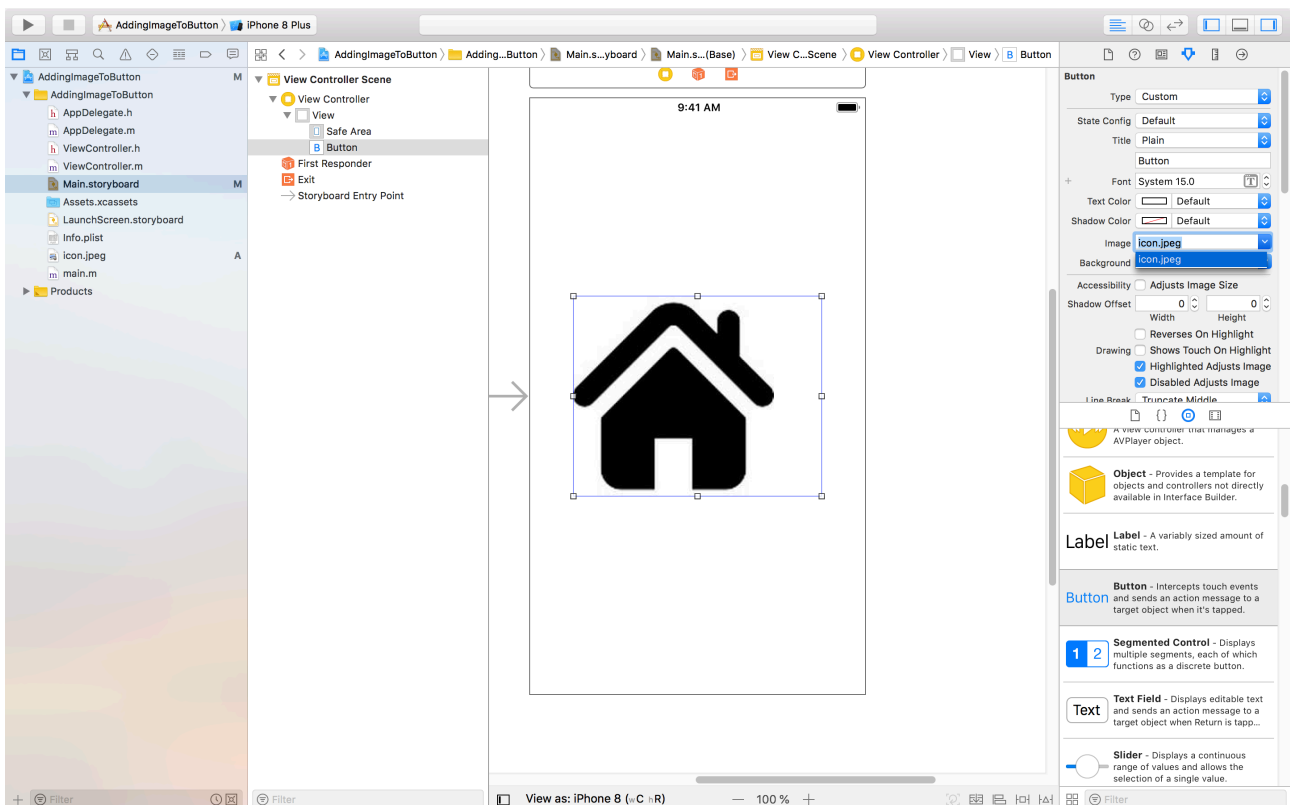 AddingImageToButton 〉 iPhone 8 Plus
AddingImageToButton 〉 Adding...Button 〉 Main.s...yboard 〉 Main.s...(Base) 〉 View C...Scene 〉 View Controller 〉 View 〉 B Button
AddingImageToButton M
AddingImageToButton
h AppDelegate.h
m AppDelegate.m
h ViewController.h
m ViewController.m
Main.storyboard M
Assets.xcassets
LaunchScreen.storyboard
Info.plist
icon.jpeg A
m main.m
Products
Filter
View Controller Scene
View Controller
View
Safe Area
B Button
First Responder
Exit
Storyboard Entry Point
Filter
9:41 AM
View as: iPhone 8 (wC hR)
100 %
Button
Type Custom
State Config Default
Title Plain
Button
Font System 15.0
Text Color Default
Shadow Color Default
Image icon.jpeg
icon.jpeg
Background
Accessibility Adjusts Image Size
Shadow Offset 0 0
Width Height
Reverses On Highlight
Drawing Shows Touch On Highlight
Highlighted Adjusts Image
Disabled Adjusts Image
Line Break Truncate Middle
A view controller that manages a
AVPlayer object.
Object - Provides a template for
objects and controllers not directly
available in Interface Builder.
Label
Label - A variably sized amount of
static text.
Button
Button - Intercepts touch events
and sends an action message to a
target object when it's tapped.
1 2
Segmented Control - Displays
multiple segments, each of which
functions as a discrete button.
Text
Text Field - Displays editable text
and sends an action message to a
target object when Return is tapp...
Slider - Displays a continuous
range of values and allows the
selection of a single value.
Filter